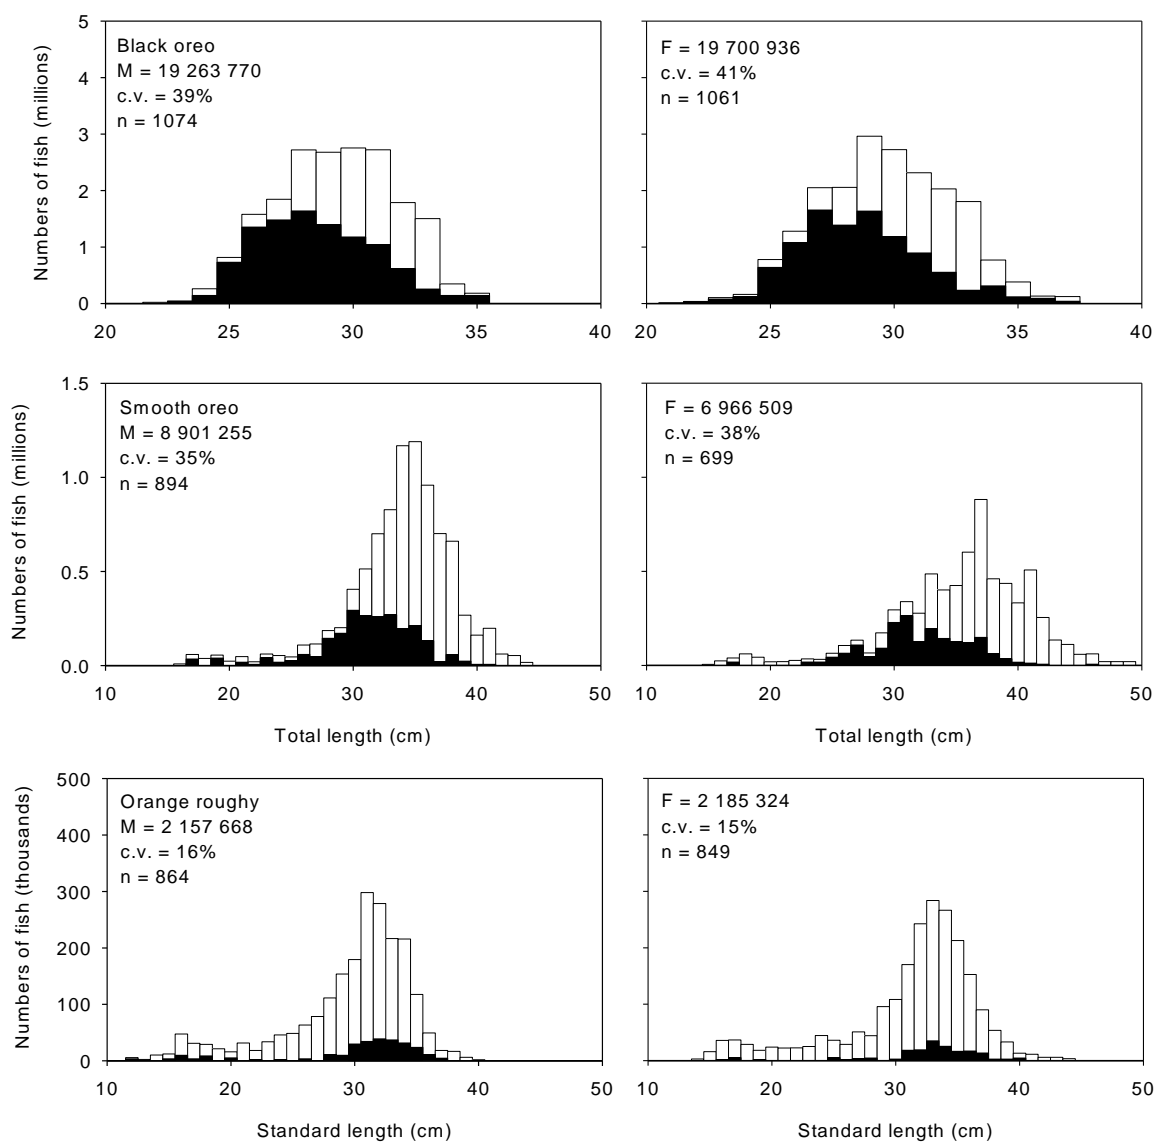 Black oreo
M = 19 263 770
c.v. = 39%
n = 1074
F = 19 700 936
c.v. = 41%
n = 1061
Numbers of fish (millions)
5
4
3
2
1
0
20 25 30 35 40
20 25 30 35 40
Smooth oreo
M = 8 901 255
c.v. = 35%
n = 894
F = 6 966 509
c.v. = 38%
n = 699
Numbers of fish (millions)
1.5
1.0
0.5
0.0
10 20 30 40 50
10 20 30 40 50
Total length (cm)
Total length (cm)
Orange roughy
M = 2 157 668
c.v. = 16%
n = 864
F = 2 185 324
c.v. = 15%
n = 849
Numbers of fish (thousands)
500
400
300
200
100
0
10 20 30 40 50
10 20 30 40 50
Standard length (cm)
Standard length (cm)